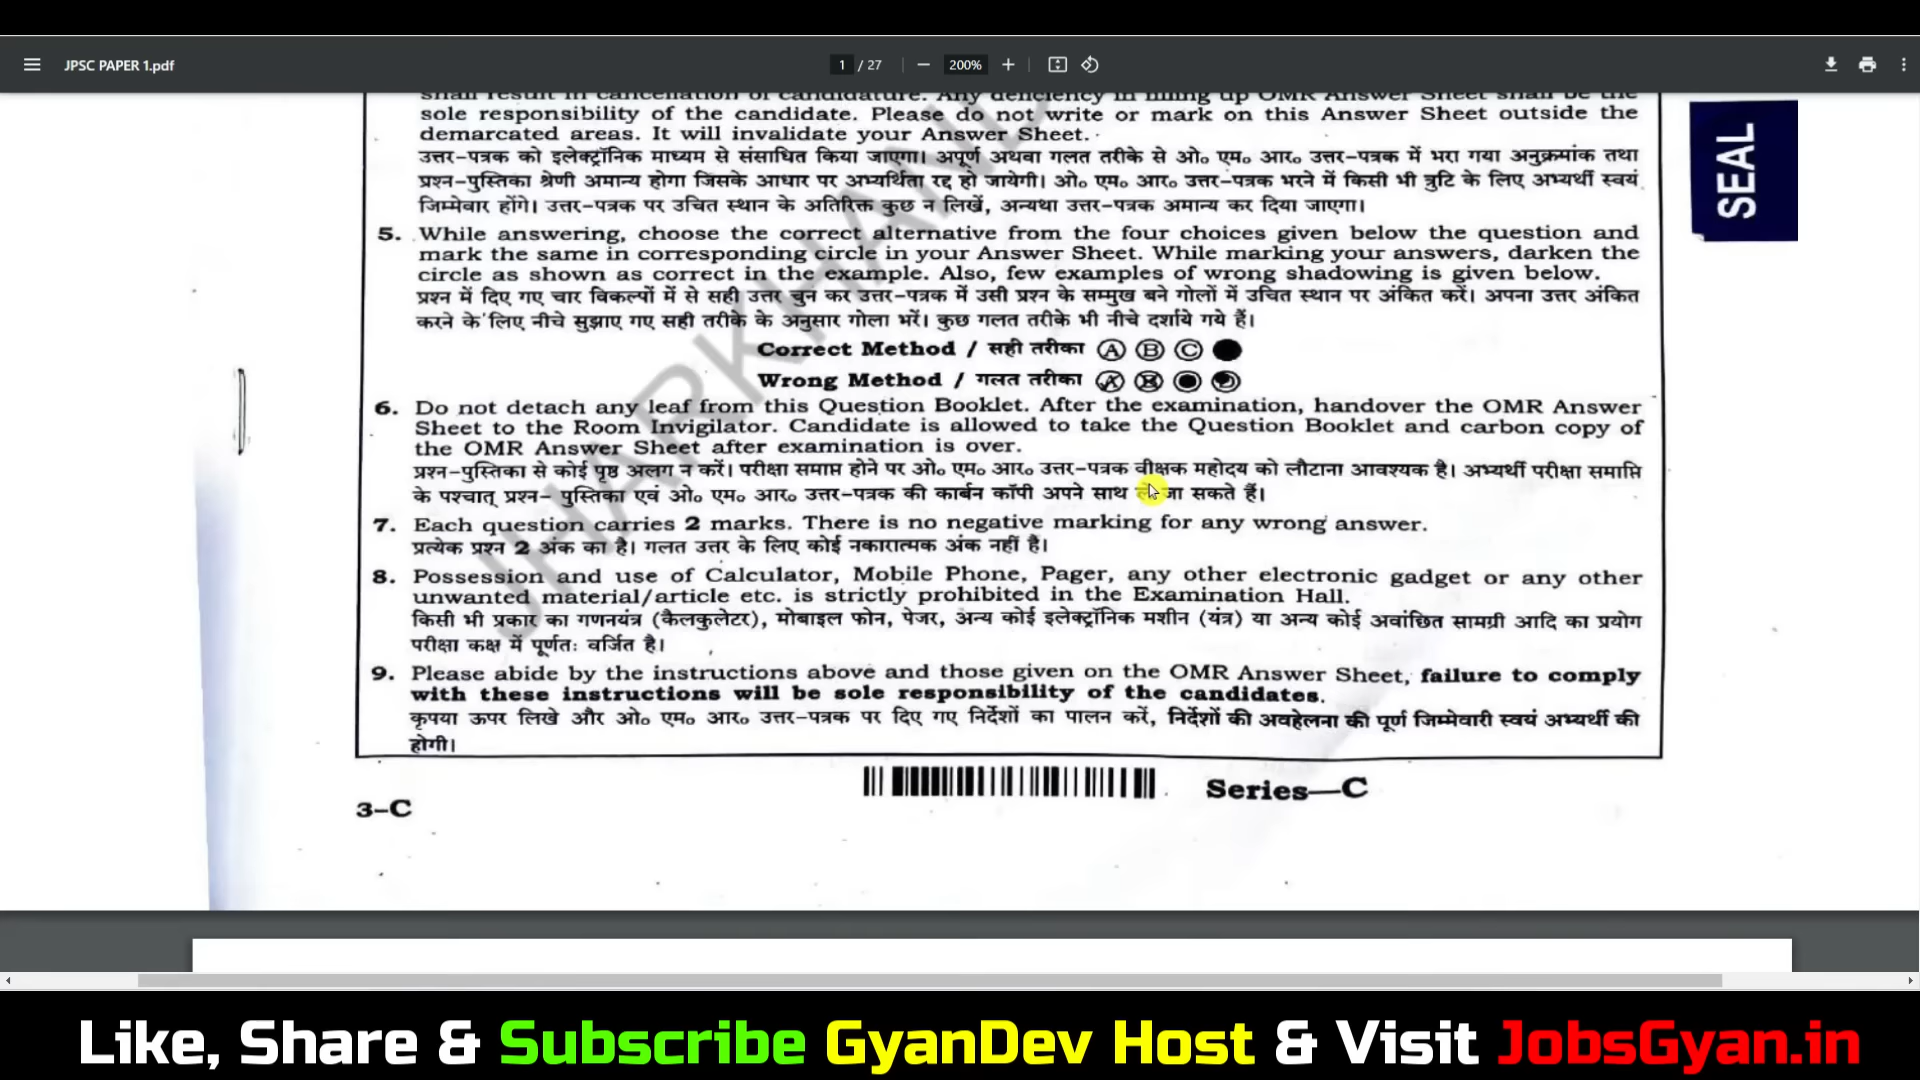 JPSC PAPER 1.pdf
1 / 27
200%
shall result in cancellation of candidature. Any deficiency in filling up OMR Answer Sheet shall be the
sole responsibility of the candidate. Please do not write or mark on this Answer Sheet outside the
demarcated areas. It will invalidate your Answer Sheet.
उत्तर-पत्रक को इलेक्ट्रॉनिक माध्यम से संसाधित किया जाएगा। अपूर्ण अथवा गलत तरीके से ओ० एम० आर० उत्तर-पत्रक में भरा गया अनुक्रमांक तथा
प्रश्न-पुस्तिका श्रेणी अमान्य होगा जिसके आधार पर अभ्यर्थिता रद्द हो जायेगी। ओ० एम० आर० उत्तर-पत्रक भरने में किसी भी त्रुटि के लिए अभ्यर्थी स्वयं
जिम्मेवार होंगे। उत्तर-पत्रक पर उचित स्थान के अतिरिक्त कुछ न लिखें, अन्यथा उत्तर-पत्रक अमान्य कर दिया जाएगा।
SEAL
5. While answering, choose the correct alternative from the four choices given below the question and
mark the same in corresponding circle in your Answer Sheet. While marking your answers, darken the
circle as shown as correct in the example. Also, few examples of wrong shadowing is given below.
प्रश्न में दिए गए चार विकल्पों में से सही उत्तर चुन कर उत्तर-पत्रक में उसी प्रश्न के सम्मुख बने गोलों में उचित स्थान पर अंकित करें। अपना उत्तर अंकित
करने के लिए नीचे सुझाए गए सही तरीके के अनुसार गोला भरें। कुछ गलत तरीके भी नीचे दर्शाये गये हैं।
Correct Method / सही तरीका A B C
Wrong Method / गलत तरीका
6. Do not detach any leaf from this Question Booklet. After the examination, handover the OMR Answer
Sheet to the Room Invigilator. Candidate is allowed to take the Question Booklet and carbon copy of
the OMR Answer Sheet after examination is over.
प्रश्न-पुस्तिका से कोई पृष्ठ अलग न करें। परीक्षा समाप्त होने पर ओ० एम० आर० उत्तर-पत्रक वीक्षक महोदय को लौटाना आवश्यक है। अभ्यर्थी परीक्षा समाप्ति
के पश्चात् प्रश्न- पुस्तिका एवं ओ० एम० आर० उत्तर-पत्रक की कार्बन कॉपी अपने साथ ले जा सकते हैं।
7. Each question carries 2 marks. There is no negative marking for any wrong answer.
प्रत्येक प्रश्न 2 अंक का है। गलत उत्तर के लिए कोई नकारात्मक अंक नहीं है।
8. Possession and use of Calculator, Mobile Phone, Pager, any other electronic gadget or any other
unwanted material/article etc. is strictly prohibited in the Examination Hall.
किसी भी प्रकार का गणनयंत्र (कैलकुलेटर), मोबाइल फोन, पेजर, अन्य कोई इलेक्ट्रॉनिक मशीन (यंत्र) या अन्य कोई अवांछित सामग्री आदि का प्रयोग
परीक्षा कक्ष में पूर्णतः वर्जित है।
9. Please abide by the instructions above and those given on the OMR Answer Sheet, failure to comply
with these instructions will be sole responsibility of the candidates.
कृपया ऊपर लिखे और ओ० एम० आर० उत्तर-पत्रक पर दिए गए निर्देशों का पालन करें, निर्देशों की अवहेलना की पूर्ण जिम्मेवारी स्वयं अभ्यर्थी की
होगी।
JHARKHAND
3-C
Series—C
Like, Share & Subscribe GyanDev Host & Visit JobsGyan.in